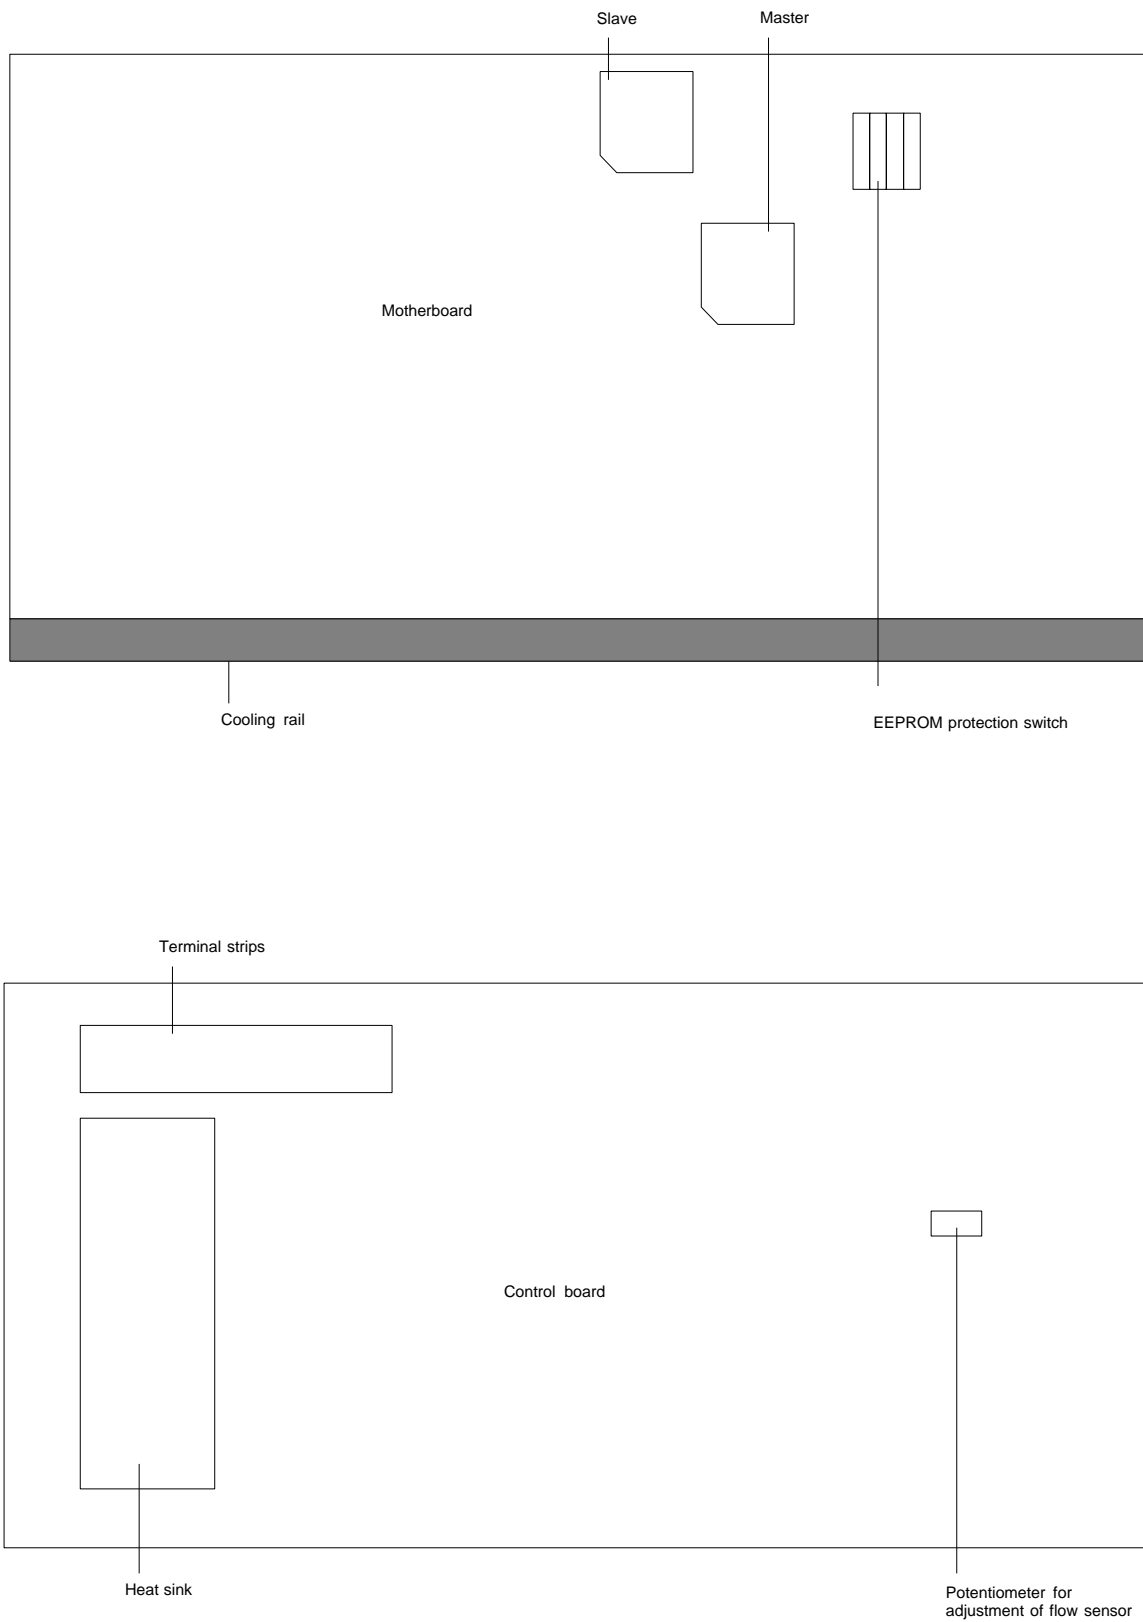 Slave
Master
Motherboard
Cooling rail
EEPROM protection switch
Terminal strips
Control board
Heat sink
Potentiometer for
adjustment of flow sensor